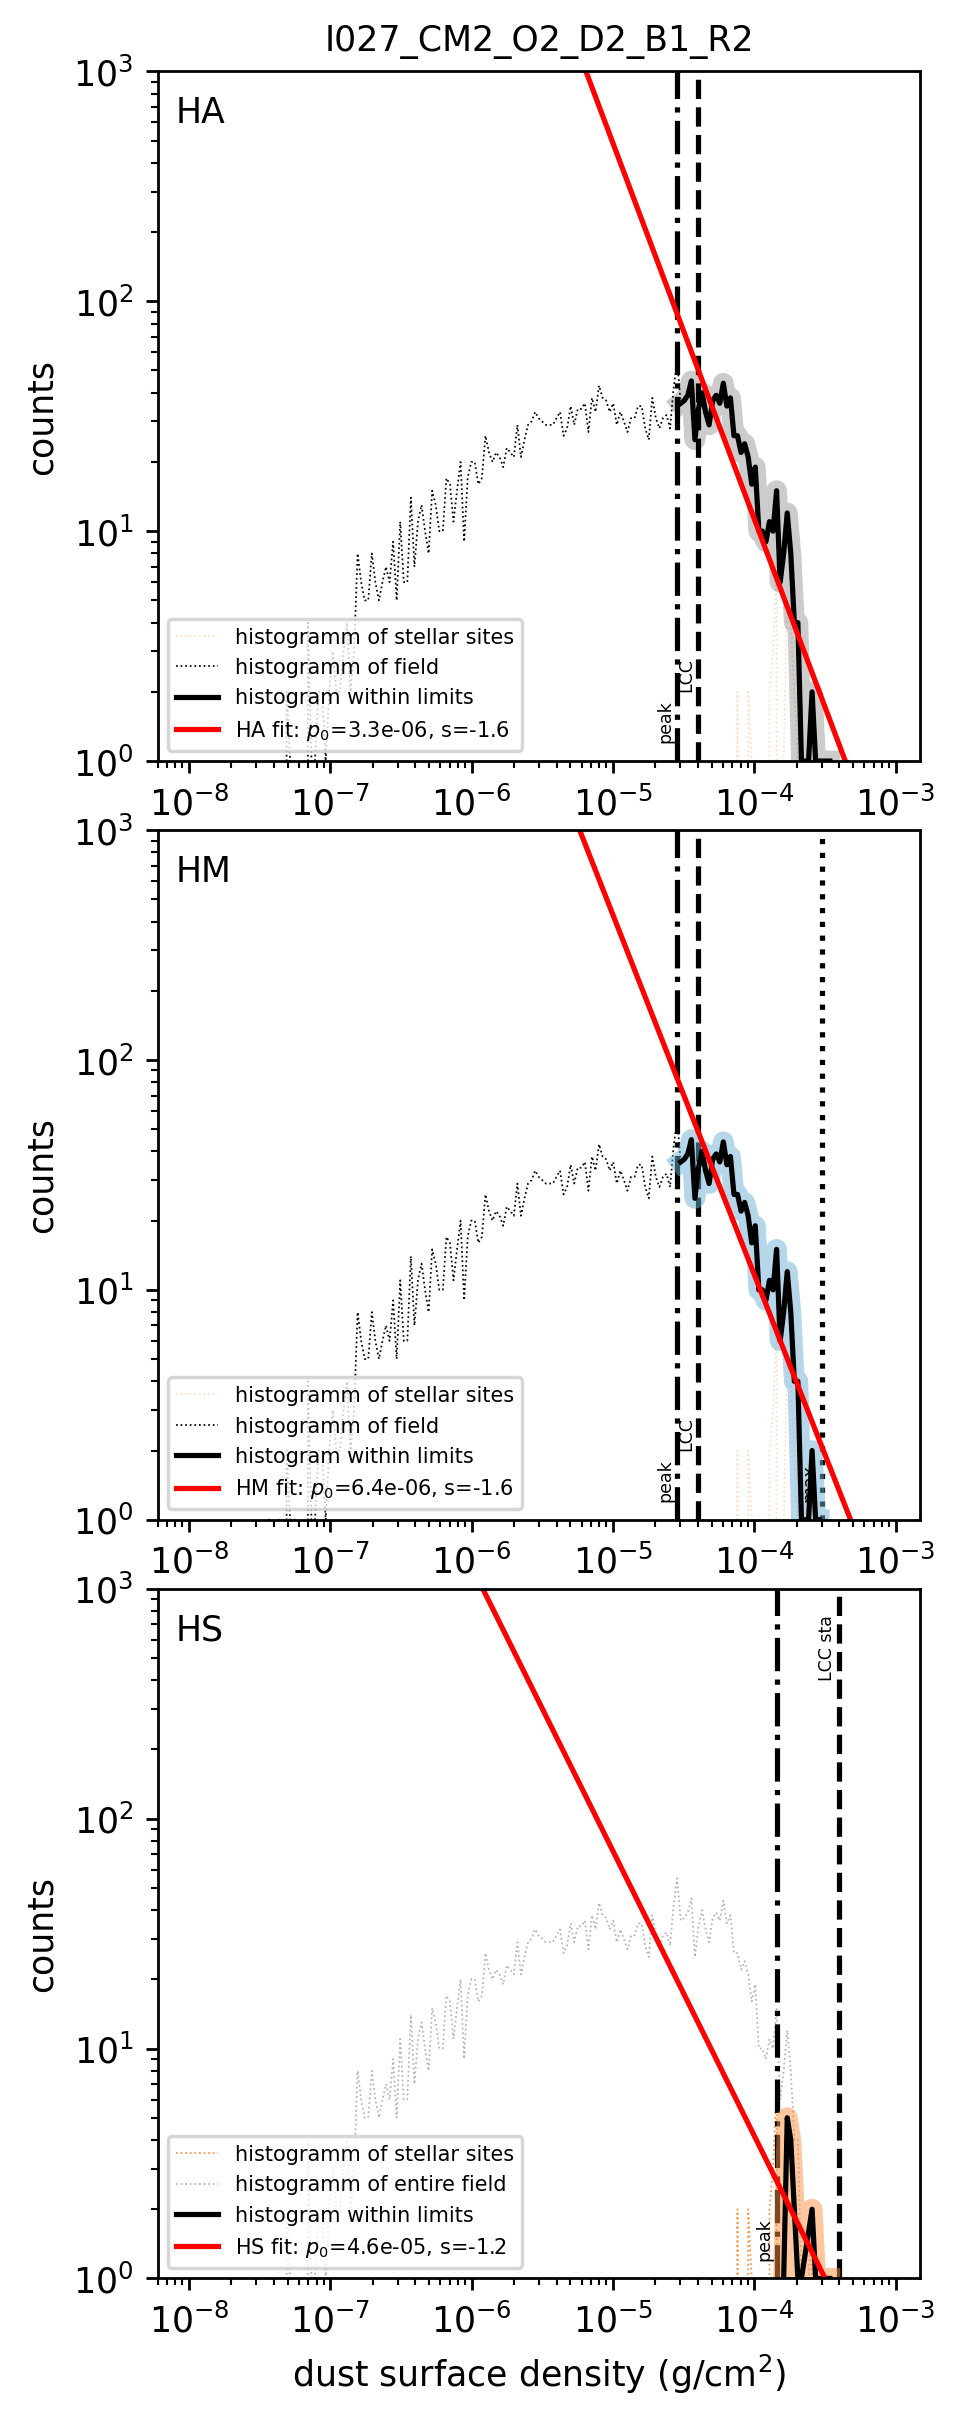 I027_CM2_O2_D2_B1_R2
10³
HA
10²
counts
10¹
LCC
peak
histogramm of stellar sites
histogramm of field
histogram within limits
HA fit: p₀=3.3e-06, s=-1.6
10⁰
10⁻⁸ 10⁻⁷ 10⁻⁶ 10⁻⁵ 10⁻⁴ 10⁻³
10³
HM
10²
counts
10¹
LCC
peak
max
histogramm of stellar sites
histogramm of field
histogram within limits
HM fit: p₀=6.4e-06, s=-1.6
10⁰
10⁻⁸ 10⁻⁷ 10⁻⁶ 10⁻⁵ 10⁻⁴ 10⁻³
10³
HS
LCC sta
10²
counts
10¹
peak
histogramm of stellar sites
histogramm of entire field
histogram within limits
HS fit: p₀=4.6e-05, s=-1.2
10⁰
10⁻⁸ 10⁻⁷ 10⁻⁶ 10⁻⁵ 10⁻⁴ 10⁻³
dust surface density (g/cm²)